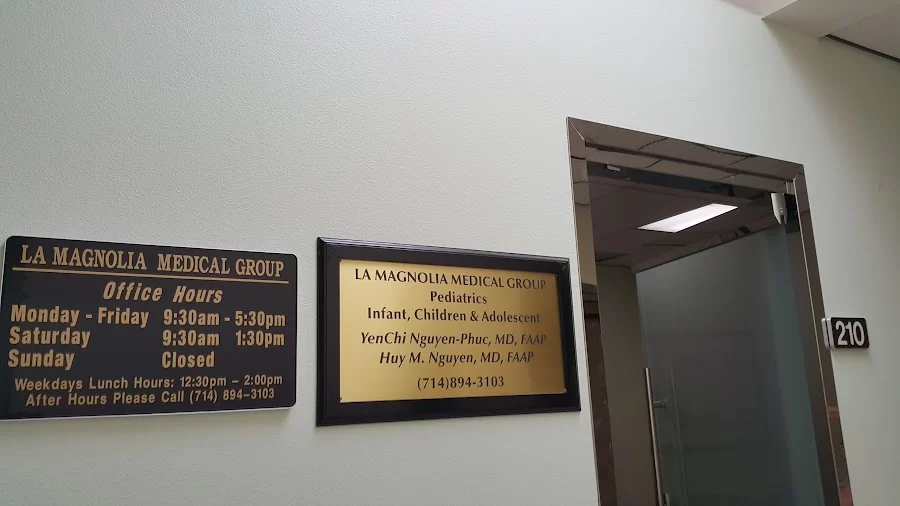 LA MAGNOLIA MEDICAL GROUP
Office Hours
Monday - Friday 9:30am - 5:30pm
Saturday 9:30am 1:30pm
Sunday Closed
Weekdays Lunch Hours: 12:30pm – 2:00pm
After Hours Please Call (714) 894-3103
LA MAGNOLIA MEDICAL GROUP
Pediatrics
Infant, Children & Adolescent
YenChi Nguyen-Phuc, MD, FAAP
Huy M. Nguyen, MD, FAAP
(714)894-3103
210